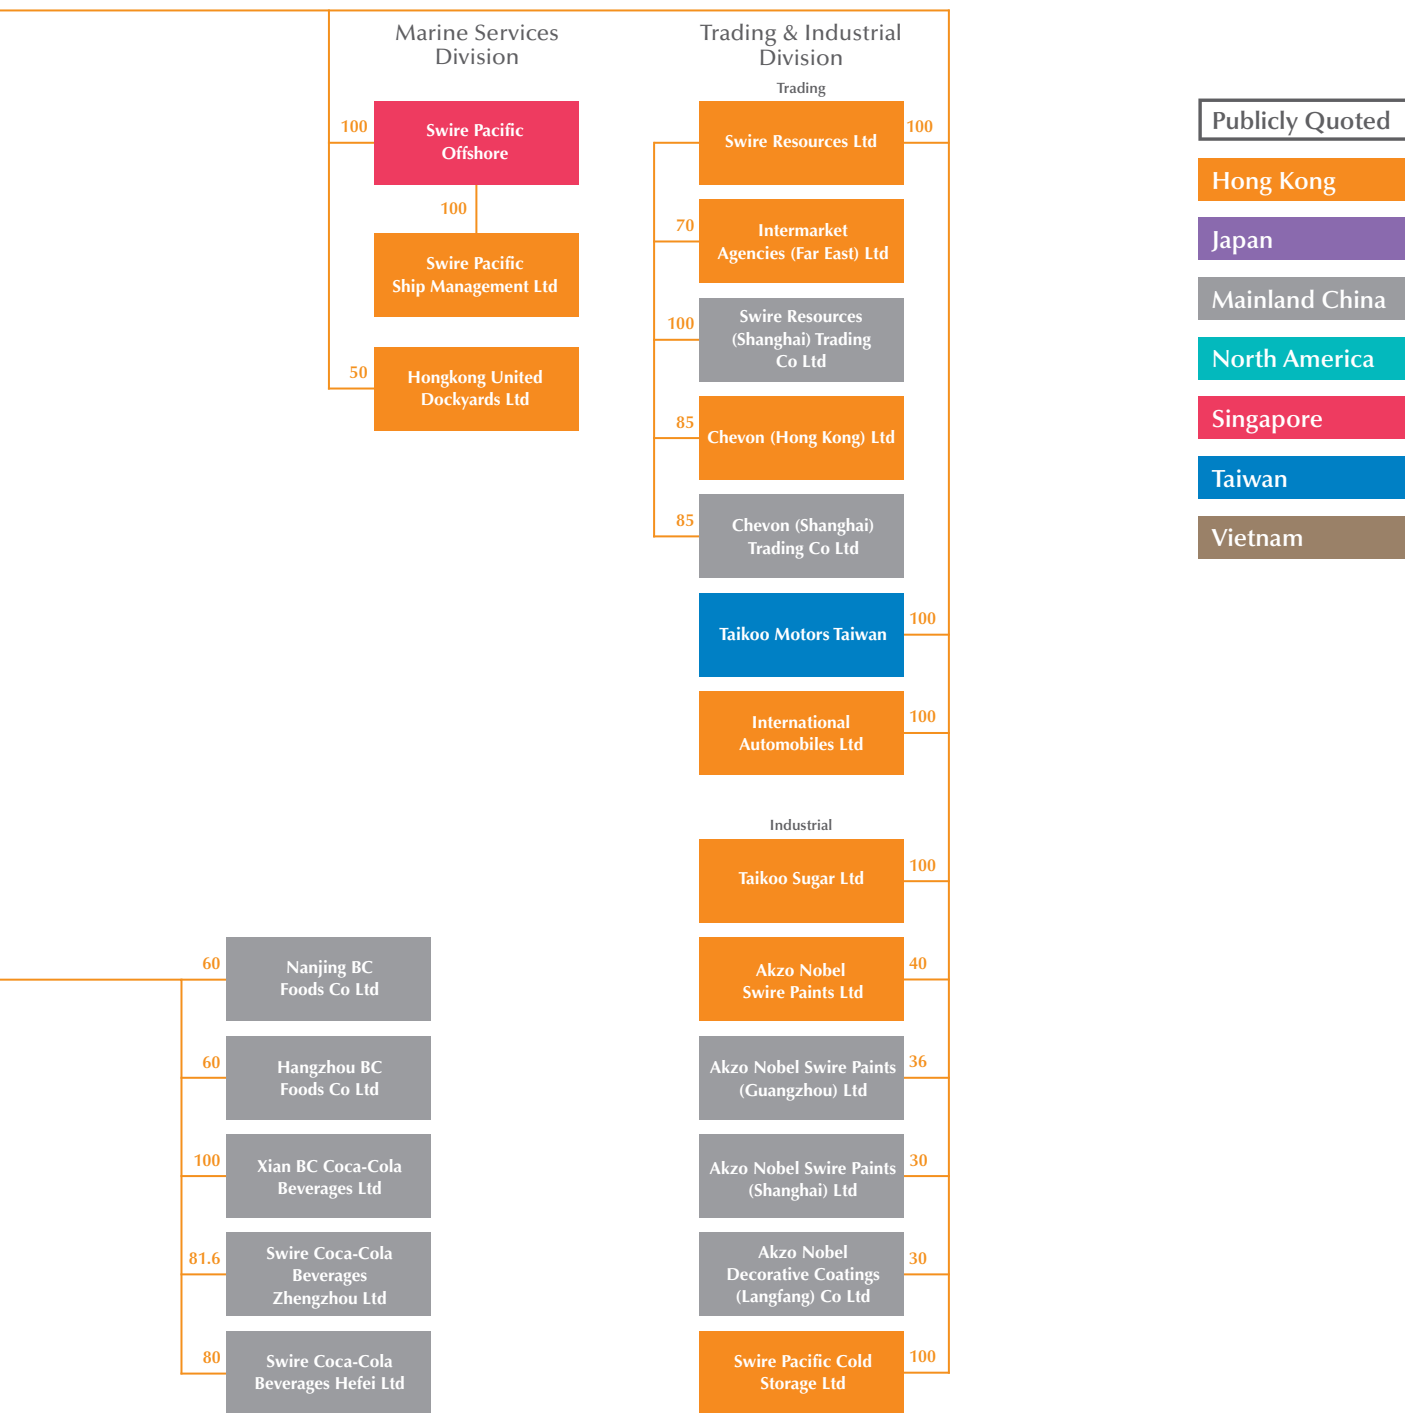 Marine Services
Division
100
Swire Pacific
Offshore
100
Swire Pacific
Ship Management Ltd
50
Hongkong United
Dockyards Ltd
Trading & Industrial
Division
Trading
Swire Resources Ltd
100
70
Intermarket
Agencies (Far East) Ltd
100
Swire Resources
(Shanghai) Trading
Co Ltd
85
Chevon (Hong Kong) Ltd
85
Chevon (Shanghai)
Trading Co Ltd
Taikoo Motors Taiwan
100
International
Automobiles Ltd
100
Industrial
Taikoo Sugar Ltd
100
Akzo Nobel
Swire Paints Ltd
40
Akzo Nobel Swire Paints
(Guangzhou) Ltd
36
Akzo Nobel Swire Paints
(Shanghai) Ltd
30
Akzo Nobel
Decorative Coatings
(Langfang) Co Ltd
30
Swire Pacific Cold
Storage Ltd
100
60
Nanjing BC
Foods Co Ltd
60
Hangzhou BC
Foods Co Ltd
100
Xian BC Coca-Cola
Beverages Ltd
81.6
Swire Coca-Cola
Beverages
Zhengzhou Ltd
80
Swire Coca-Cola
Beverages Hefei Ltd
Publicly Quoted
Hong Kong
Japan
Mainland China
North America
Singapore
Taiwan
Vietnam